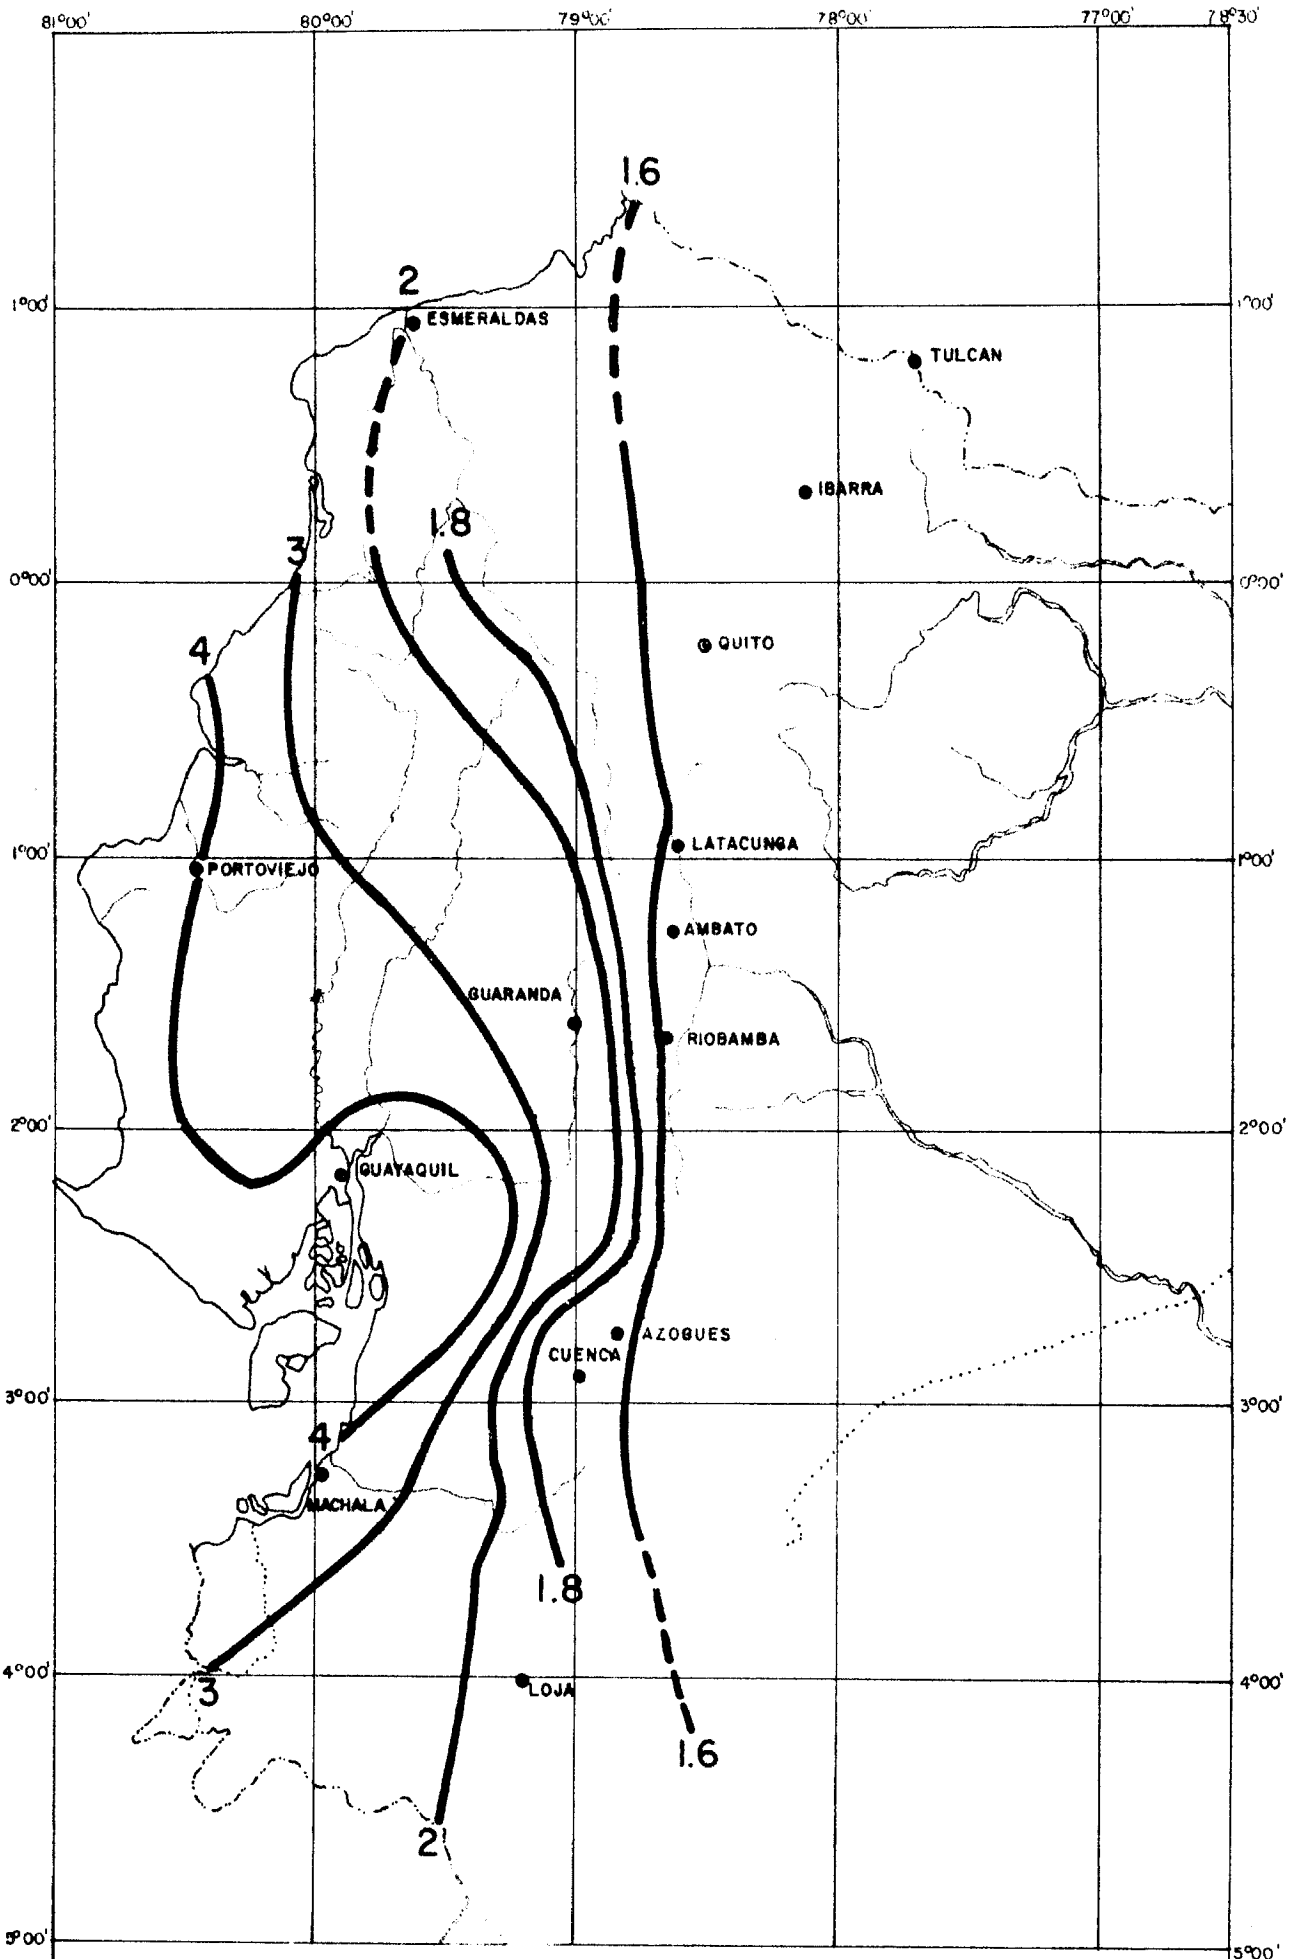 81°00' 80°00' 79°00' 78°00' 77°00' 78°30'
1.6
2
1°00' 1°00'
ESMERALDAS
TULCAN
IBARRA
1.8
3
0°00' 0°00'
QUITO
4
LATACUNGA
1°00' 1°00'
PORTOVIEJO
AMBATO
GUARANDA
RIOBAMBA
2°00' 2°00'
GUAYAQUIL
AZOGUES
CUENCA
3°00' 3°00'
4
MACHALA
1.8
4°00' 4°00'
3
LOJA
1.6
2
5°00' 5°00'